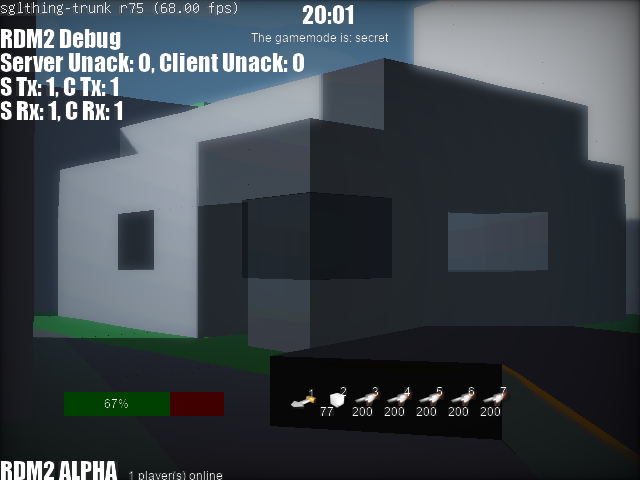 sglthing-trunk r75 (68.00 fps)
20:01
The gamemode is: secret
RDM2 Debug
Server Unack: 0, Client Unack: 0
S Tx: 1, C Tx: 1
S Rx: 1, C Rx: 1
67%
1 2 3 4 5 6 7
77 200 200 200 200 200
RDM2 ALPHA 1 player(s) online